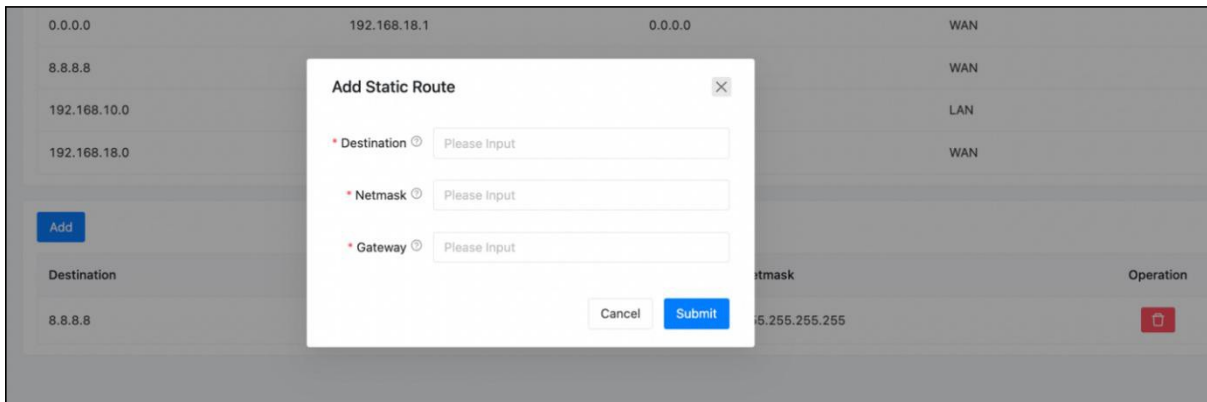 0.0.0.0 192.168.18.1 0.0.0.0 WAN
8.8.8.8 WAN
Add Static Route
192.168.10.0 LAN
* Destination Please Input
192.168.18.0 WAN
* Netmask Please Input
Add
* Gateway Please Input
Destination Operation
Cancel Submit
8.8.8.8